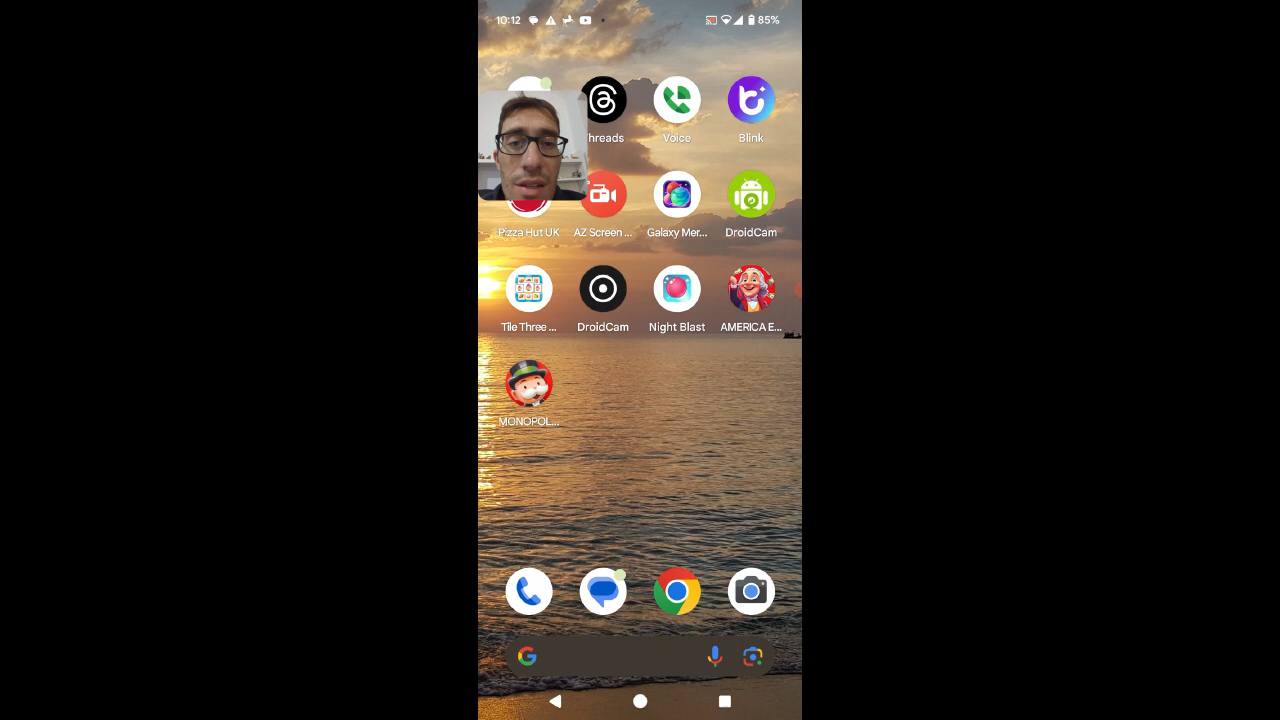 10:12 85%
hreads Voice Blink
Pizza Hut UK AZ Screen ... Galaxy Mer... DroidCam
Tile Three ... DroidCam Night Blast AMERICA E...
MONOPOL...